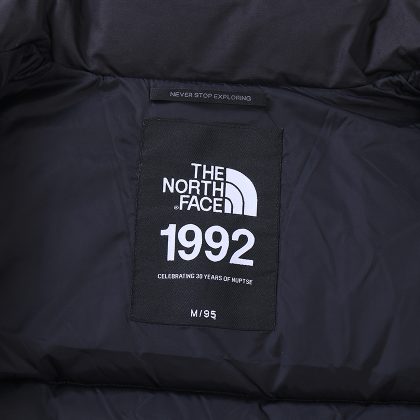 NEVER STOP EXPLORING
THE
NORTH
FACE
1992
CELEBRATING 30 YEARS OF NUPTSE
M/95